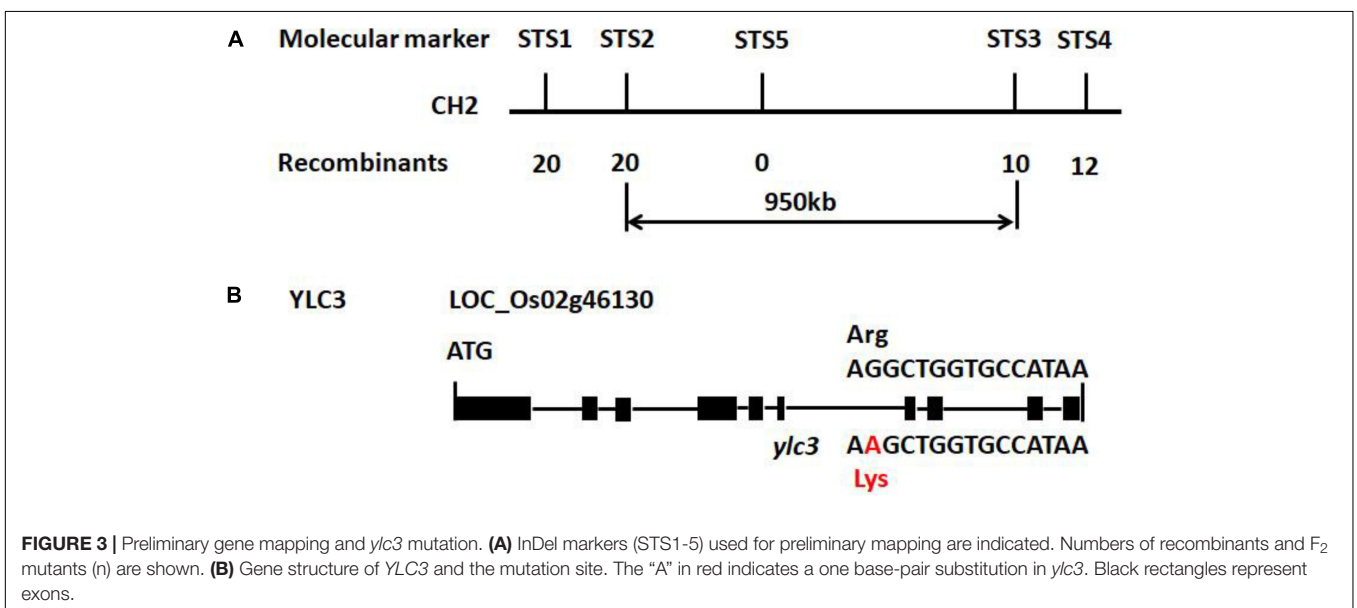 A Molecular marker STS1 STS2 STS5 STS3 STS4
CH2
Recombinants 20 20 0 10 12
950kb
B YLC3 LOC_Os02g46130
Arg
ATG
AGGCTGGTGCCATAA
ylc3 AAGCTGGTGCCATAA
Lys
FIGURE 3 | Preliminary gene mapping and ylc3 mutation. (A) InDel markers (STS1-5) used for preliminary mapping are indicated. Numbers of recombinants and F2
mutants (n) are shown. (B) Gene structure of YLC3 and the mutation site. The “A” in red indicates a one base-pair substitution in ylc3. Black rectangles represent
exons.